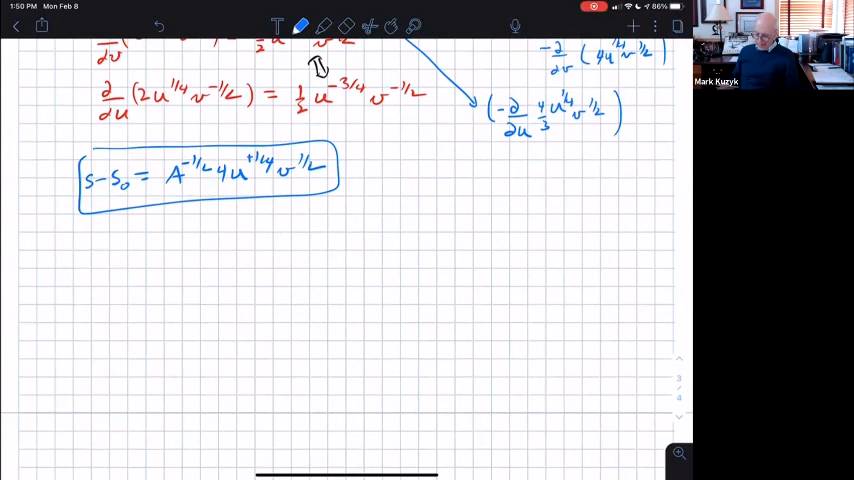 1:50 PM Mon Feb 8
86%
T
Mark Kuzyk
∂/∂v
-∂/∂v (4u^1/4 v^1/2)
∂/∂u (2u^1/4 v^-1/2) = 1/2 u^-3/4 v^-1/2
(-∂/∂u 4/3 u^1/4 v^1/2)
S-S₀ = A^-1/2 4u^+1/4 v^1/2
3
/
4